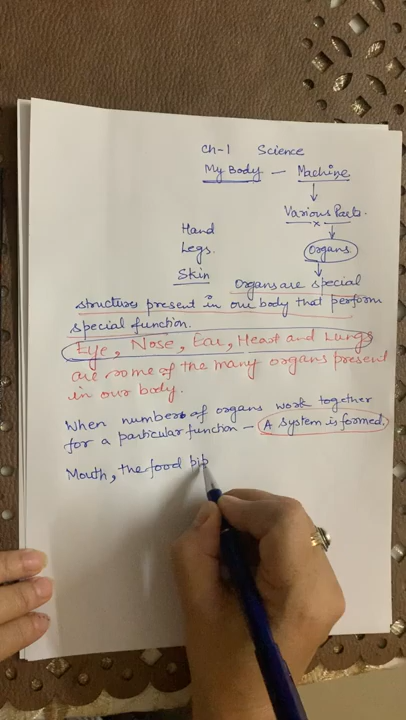 Ch-1 Science
My Body — Machine
Various Parts.
x
Hand
Legs.
Organs.
Skin
Organs are special
structures present in our body that perform
special function.
Eye, Nose, Ear, Heart and Lungs
are some of the many organs present
in our body.
When numbers of organs work together
for a particular function — A system is formed.
Mouth, the food pip